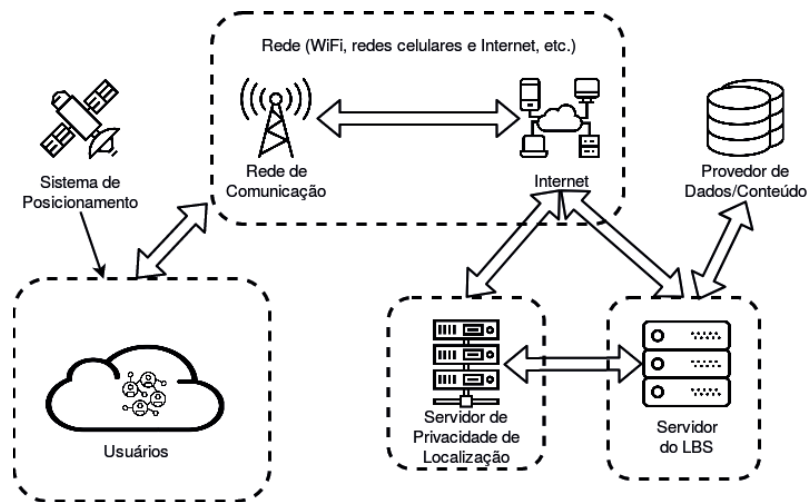 Rede (WiFi, redes celulares e Internet, etc.)
Rede de
Comunicação
Internet
Sistema de
Posicionamento
Provedor de
Dados/Conteúdo
Usuários
Servidor de
Privacidade de
Localização
Servidor
do LBS